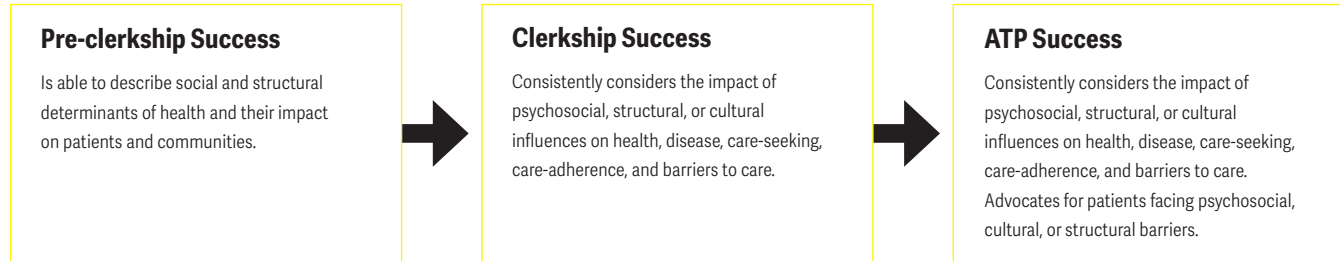 Pre-clerkship Success
Is able to describe social and structural
determinants of health and their impact
on patients and communities.
Clerkship Success
Consistently considers the impact of
psychosocial, structural, or cultural
influences on health, disease, care-seeking,
care-adherence, and barriers to care.
ATP Success
Consistently considers the impact of
psychosocial, structural, or cultural
influences on health, disease, care-seeking,
care-adherence, and barriers to care.
Advocates for patients facing psychosocial,
cultural, or structural barriers.